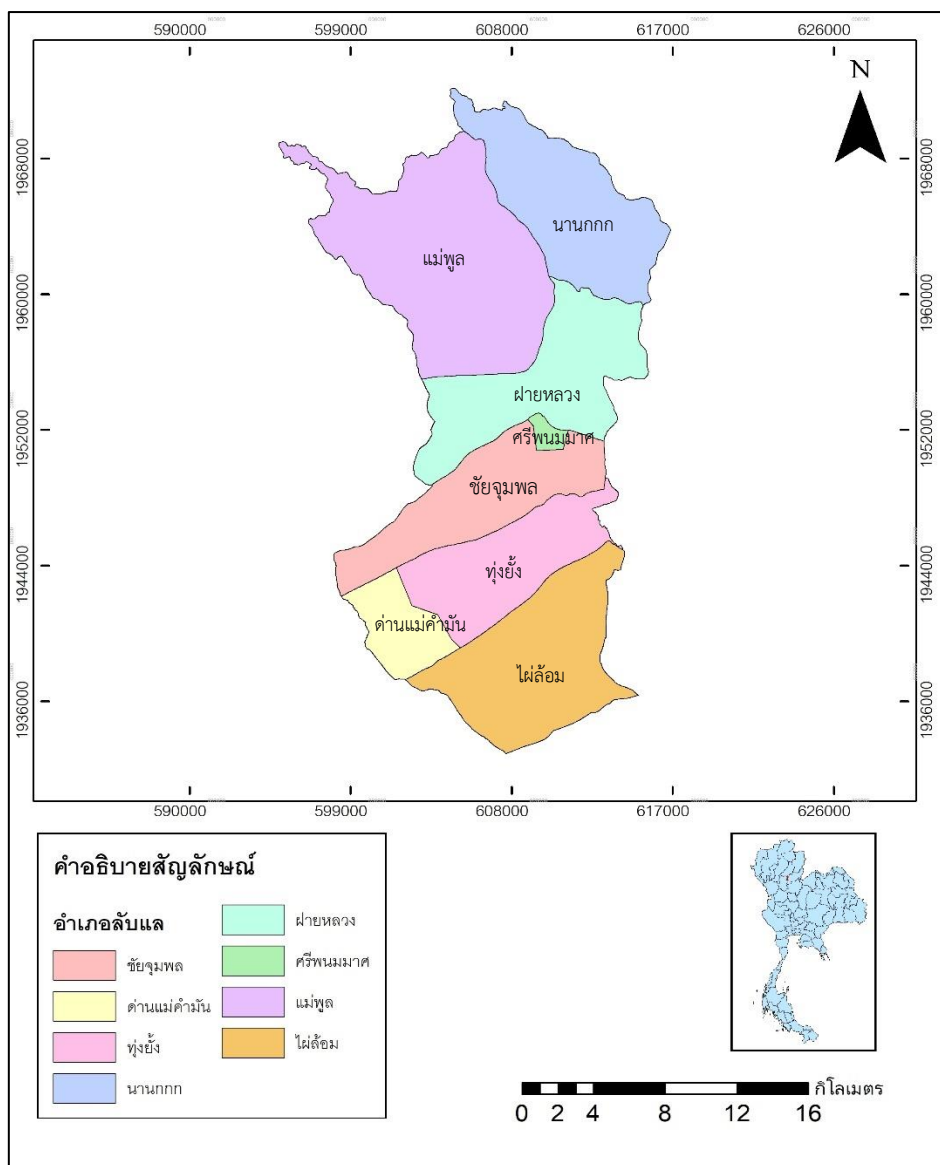 590000 599000 608000 617000 626000
N
1968000 1968000
นานกกก
แม่พูล
1960000 1960000
ฝายหลวง
1952000 1952000
ศรีพนมมาศ
ชัยจุมพล
1944000 1944000
ทุ่งยั้ง
ด่านแม่คำมัน
ไผ่ล้อม
1936000 1936000
590000 599000 608000 617000 626000
คำอธิบายสัญลักษณ์
อำเภอลับแล
ชัยจุมพล
ด่านแม่คำมัน
ทุ่งยั้ง
นานกกก
ฝายหลวง
ศรีพนมมาศ
แม่พูล
ไผ่ล้อม
กิโลเมตร
0 2 4 8 12 16